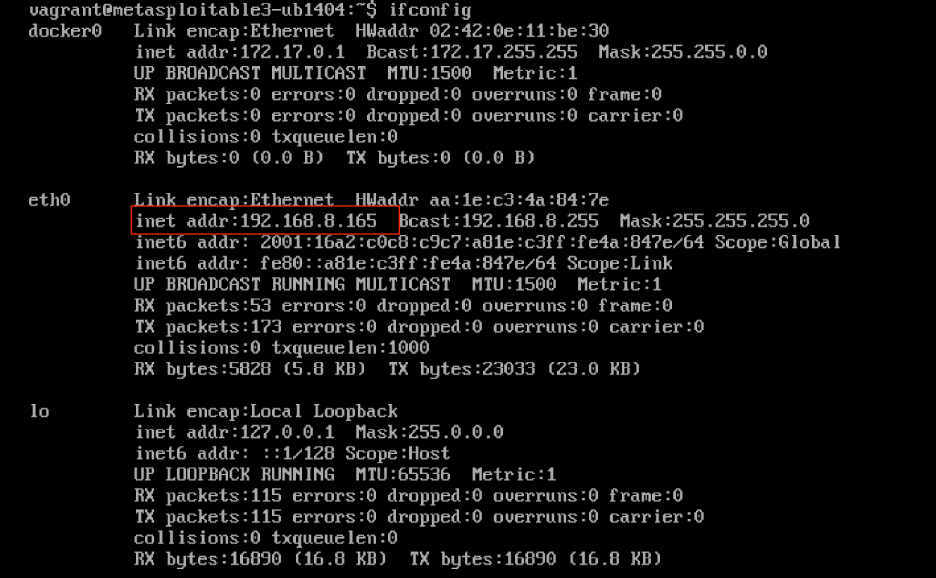 vagrant@metasploitable3-ub1404:~$ ifconfig
docker0   Link encap:Ethernet  HWaddr 02:42:0e:11:be:30
          inet addr:172.17.0.1  Bcast:172.17.255.255  Mask:255.255.0.0
          UP BROADCAST MULTICAST  MTU:1500  Metric:1
          RX packets:0 errors:0 dropped:0 overruns:0 frame:0
          TX packets:0 errors:0 dropped:0 overruns:0 carrier:0
          collisions:0 txqueuelen:0
          RX bytes:0 (0.0 B)  TX bytes:0 (0.0 B)

eth0      Link encap:Ethernet  HWaddr aa:1e:c3:4a:84:7e
          inet addr:192.168.8.165  Bcast:192.168.8.255  Mask:255.255.255.0
          inet6 addr: 2001:16a2:c0c8:c9c7:a81e:c3ff:fe4a:847e/64 Scope:Global
          inet6 addr: fe80::a81e:c3ff:fe4a:847e/64 Scope:Link
          UP BROADCAST RUNNING MULTICAST  MTU:1500  Metric:1
          RX packets:53 errors:0 dropped:0 overruns:0 frame:0
          TX packets:173 errors:0 dropped:0 overruns:0 carrier:0
          collisions:0 txqueuelen:1000
          RX bytes:5828 (5.8 KB)  TX bytes:23033 (23.0 KB)

lo        Link encap:Local Loopback
          inet addr:127.0.0.1  Mask:255.0.0.0
          inet6 addr: ::1/128 Scope:Host
          UP LOOPBACK RUNNING  MTU:65536  Metric:1
          RX packets:115 errors:0 dropped:0 overruns:0 frame:0
          TX packets:115 errors:0 dropped:0 overruns:0 carrier:0
          collisions:0 txqueuelen:0
          RX bytes:16890 (16.8 KB)  TX bytes:16890 (16.8 KB)